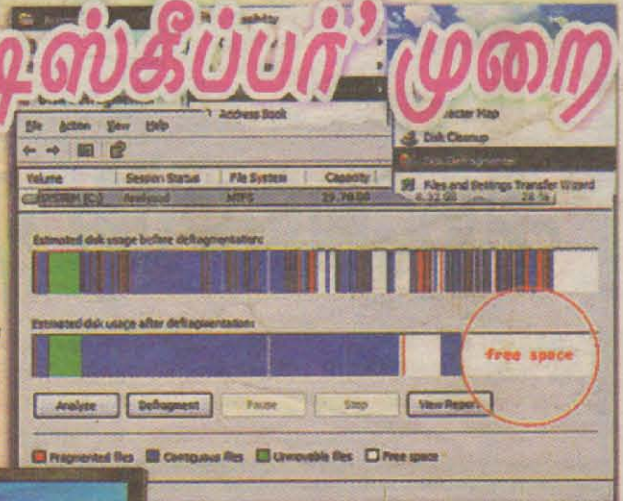 டிஸ்கீப்பர்' முறை
Address Book
Disk Cleanup
Disk Defragmenter
Files and Settings Transfer Wizard
File Action View Help
Volume Session Status File System Capacity
SYSTEM (C:) Analyzed NTFS
Estimated disk usage before defragmentation:
Estimated disk usage after defragmentation:
free space
Analyze Defragment Pause Stop View Report
Fragmented files Contiguous files Unmovable files Free space